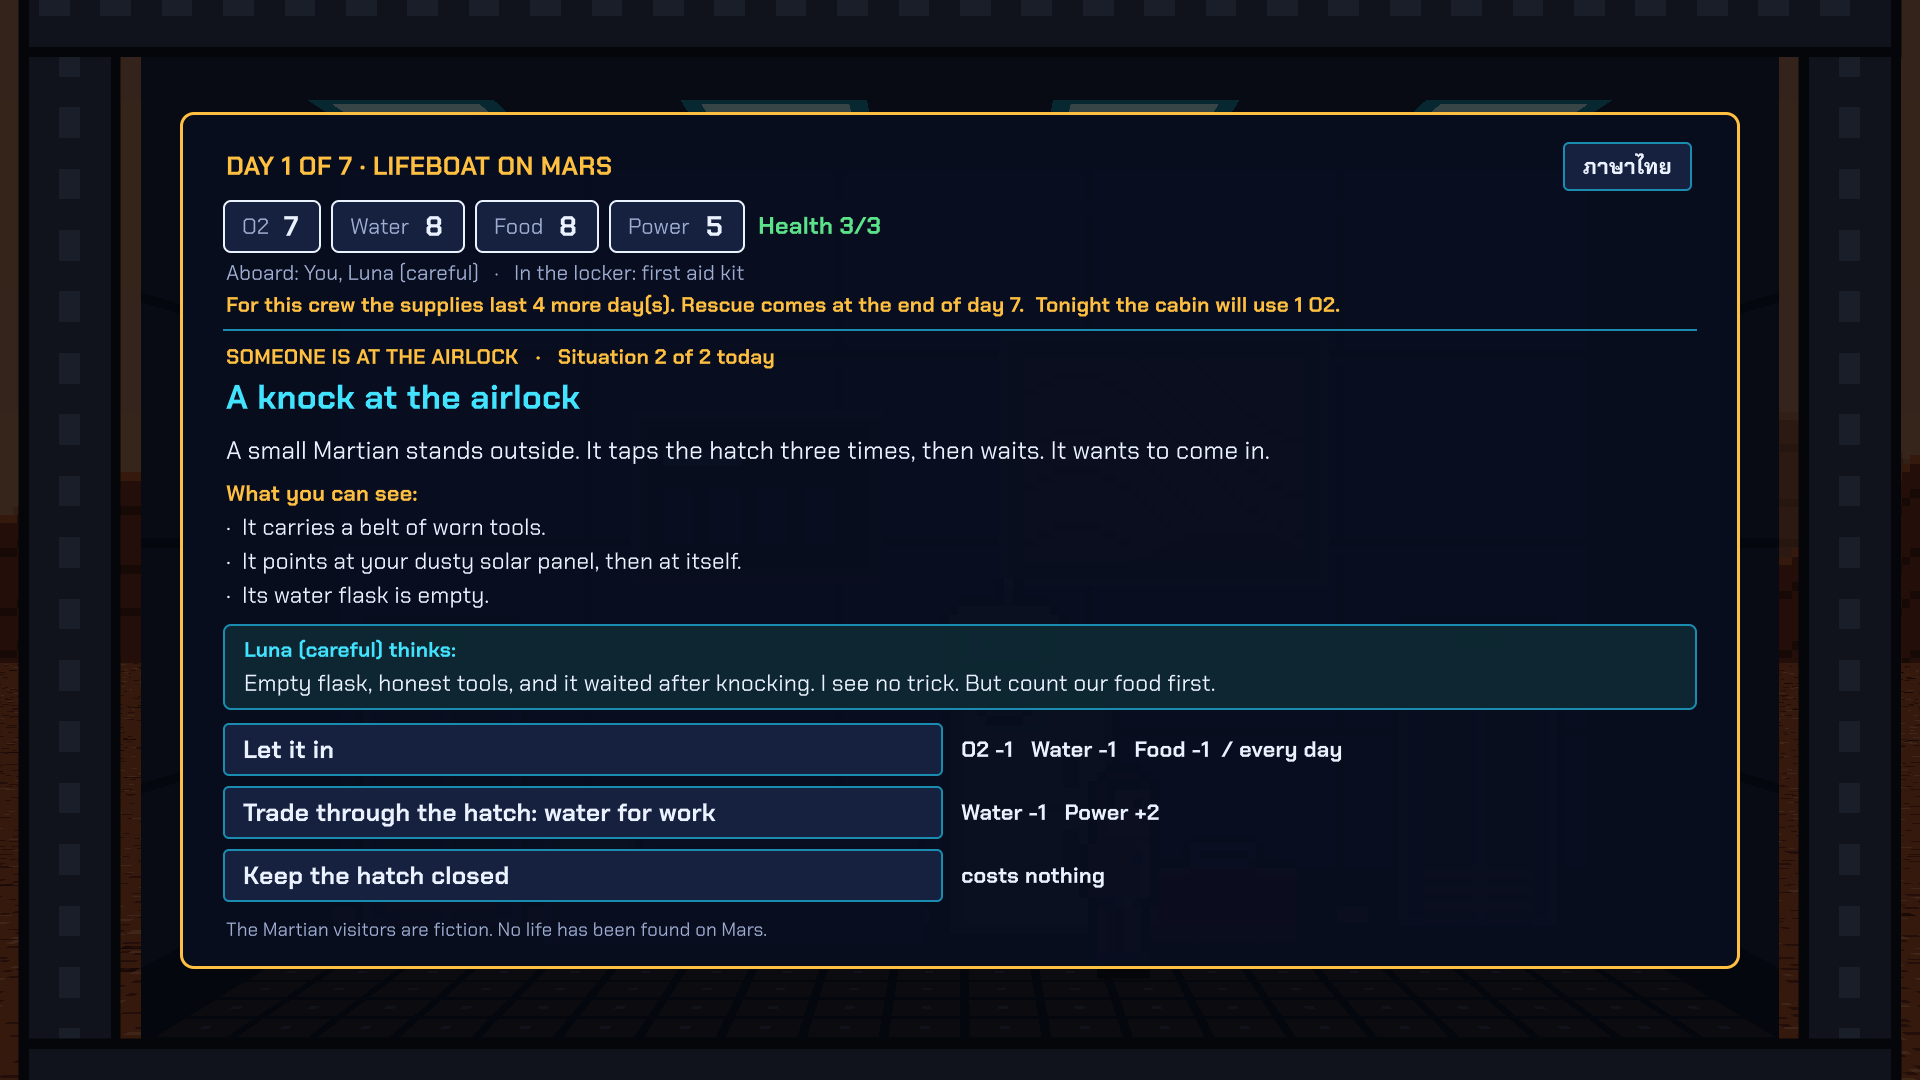 DAY 1 OF 7 · LIFEBOAT ON MARS
ภาษาไทย
O2 7 Water 8 Food 8 Power 5 Health 3/3
Aboard: You, Luna (careful) · In the locker: first aid kit
For this crew the supplies last 4 more day(s). Rescue comes at the end of day 7. Tonight the cabin will use 1 O2.
SOMEONE IS AT THE AIRLOCK · Situation 2 of 2 today
A knock at the airlock
A small Martian stands outside. It taps the hatch three times, then waits. It wants to come in.
What you can see:
· It carries a belt of worn tools.
· It points at your dusty solar panel, then at itself.
· Its water flask is empty.
Luna (careful) thinks:
Empty flask, honest tools, and it waited after knocking. I see no trick. But count our food first.
Let it in O2 -1 Water -1 Food -1 / every day
Trade through the hatch: water for work Water -1 Power +2
Keep the hatch closed costs nothing
The Martian visitors are fiction. No life has been found on Mars.